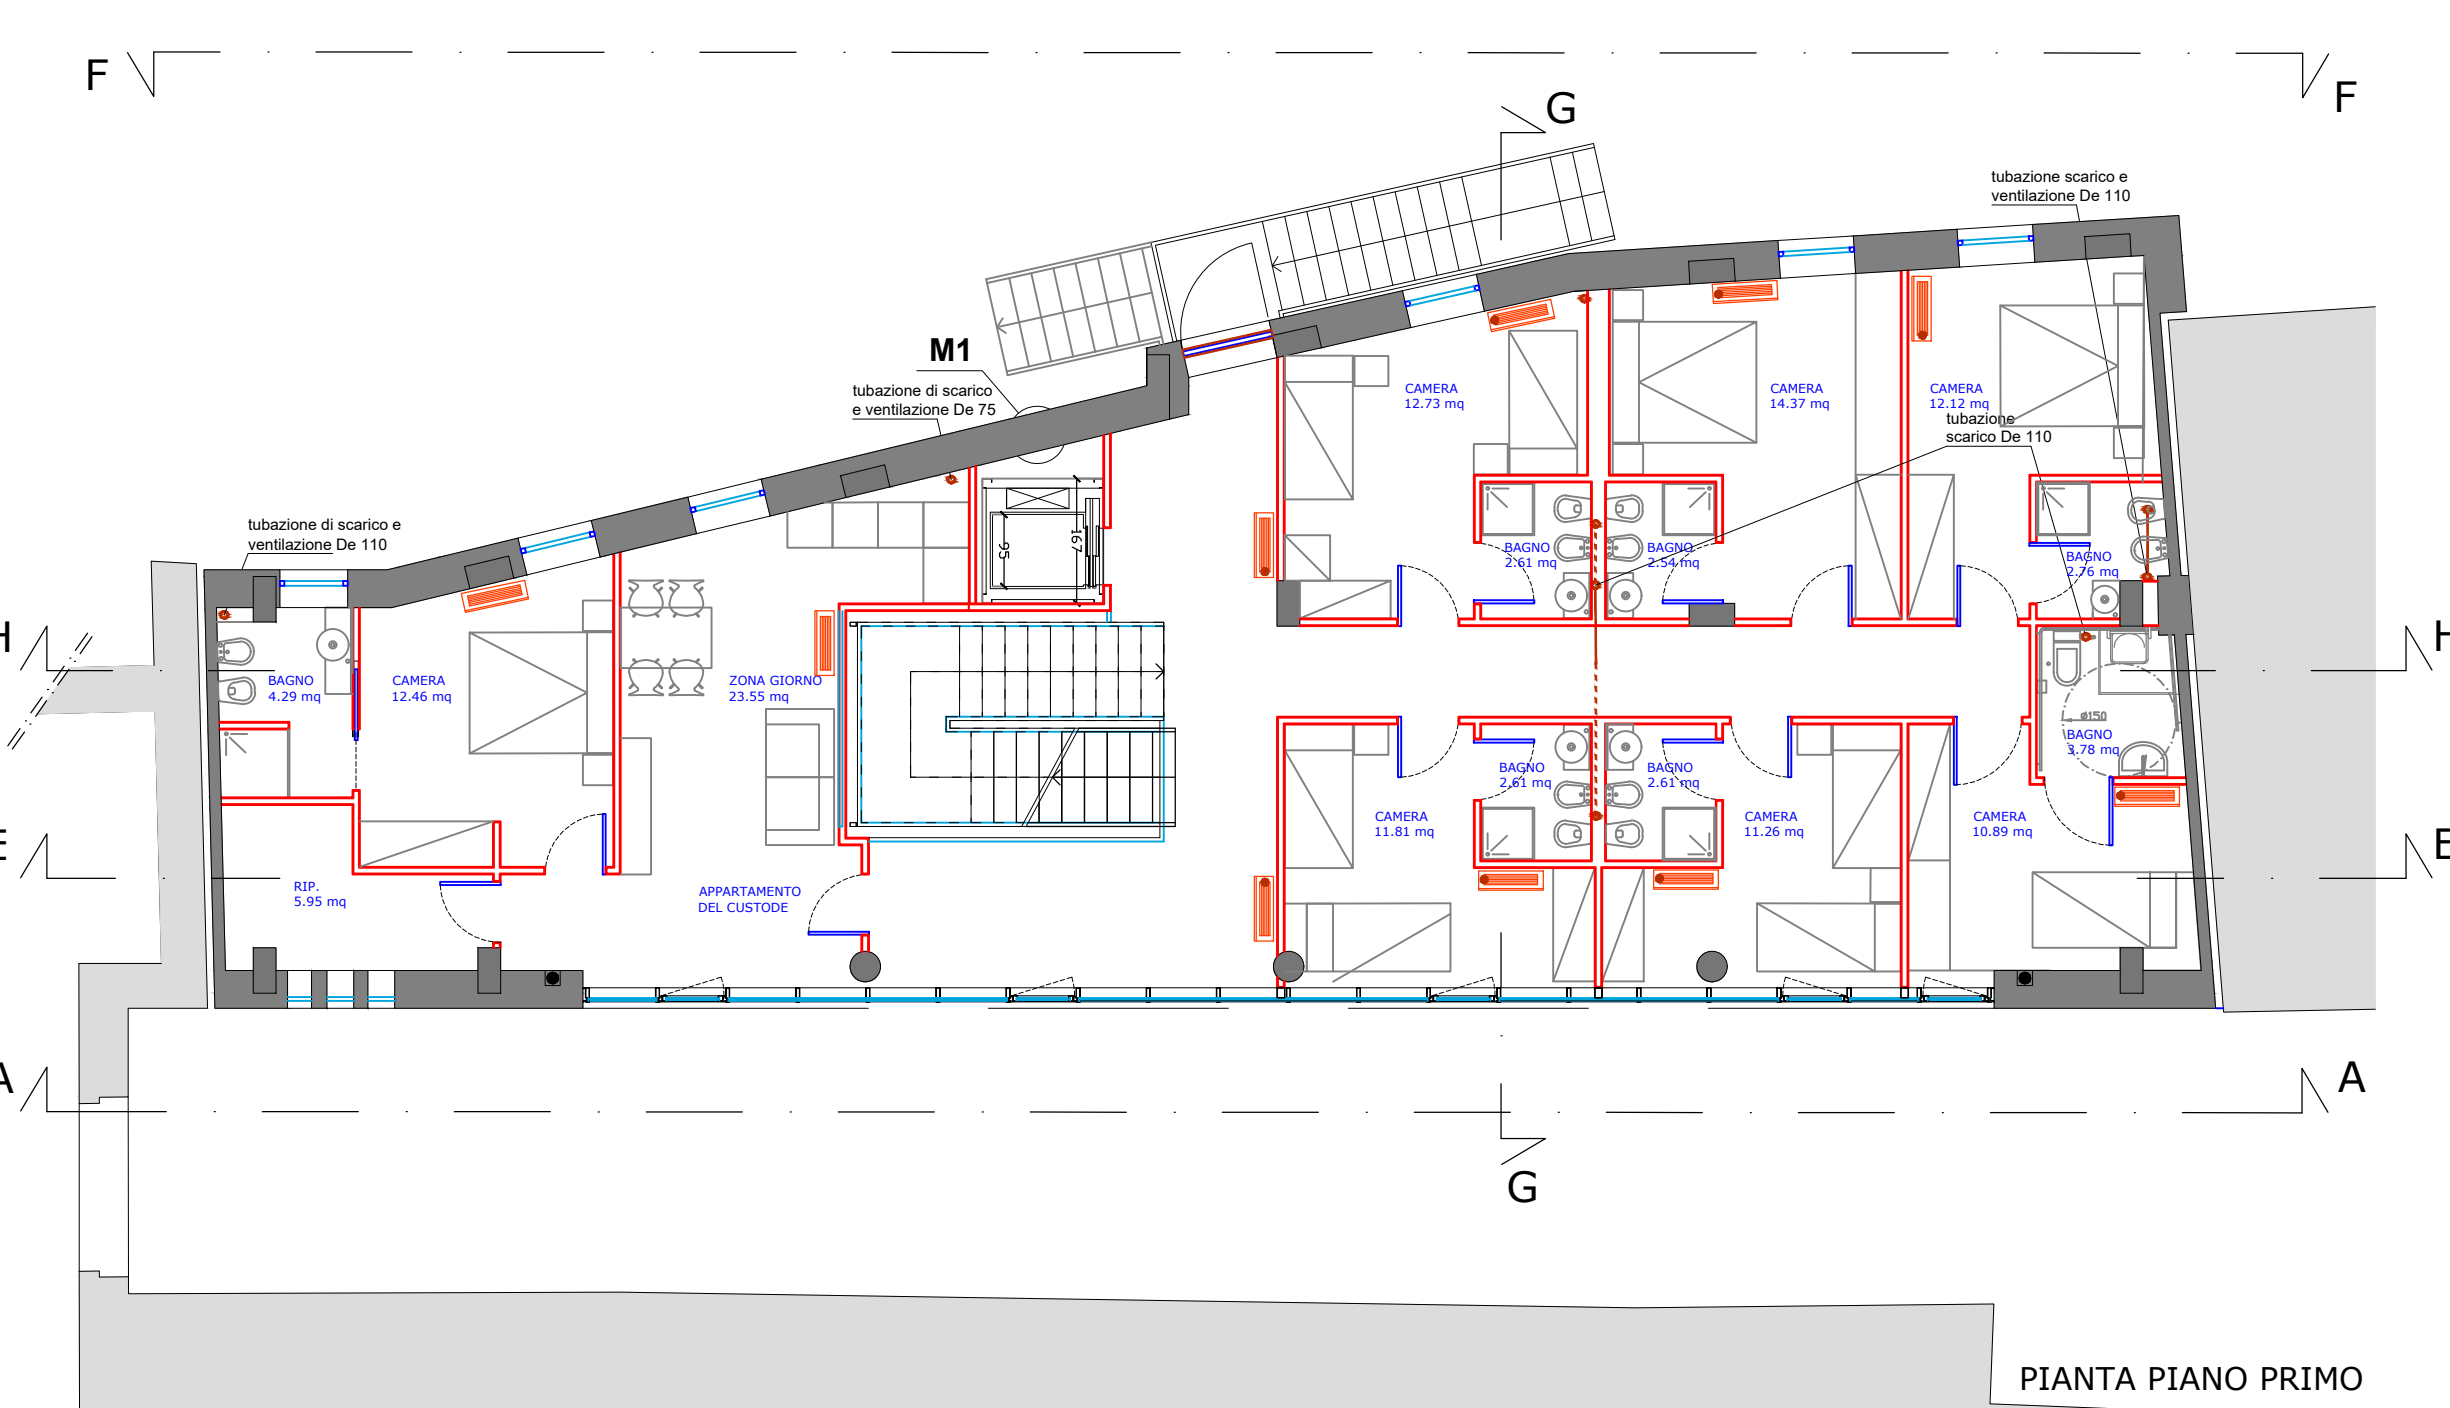 F
F
G
tubazione scarico e
ventilazione De 110
M1
tubazione di scarico
e ventilazione De 75
CAMERA
12.73 mq
CAMERA
14.37 mq
CAMERA
12.12 mq
tubazione
scarico De 110
tubazione di scarico e
ventilazione De 110
95
167
BAGNO
2.61 mq
BAGNO
2.54 mq
BAGNO
2.76 mq
H
H
BAGNO
4.29 mq
CAMERA
12.46 mq
ZONA GIORNO
23.55 mq
ø150
BAGNO
3.78 mq
BAGNO
2.61 mq
BAGNO
2.61 mq
CAMERA
11.81 mq
CAMERA
11.26 mq
CAMERA
10.89 mq
E
E
RIP.
5.95 mq
APPARTAMENTO
DEL CUSTODE
A
A
G
PIANTA PIANO PRIMO